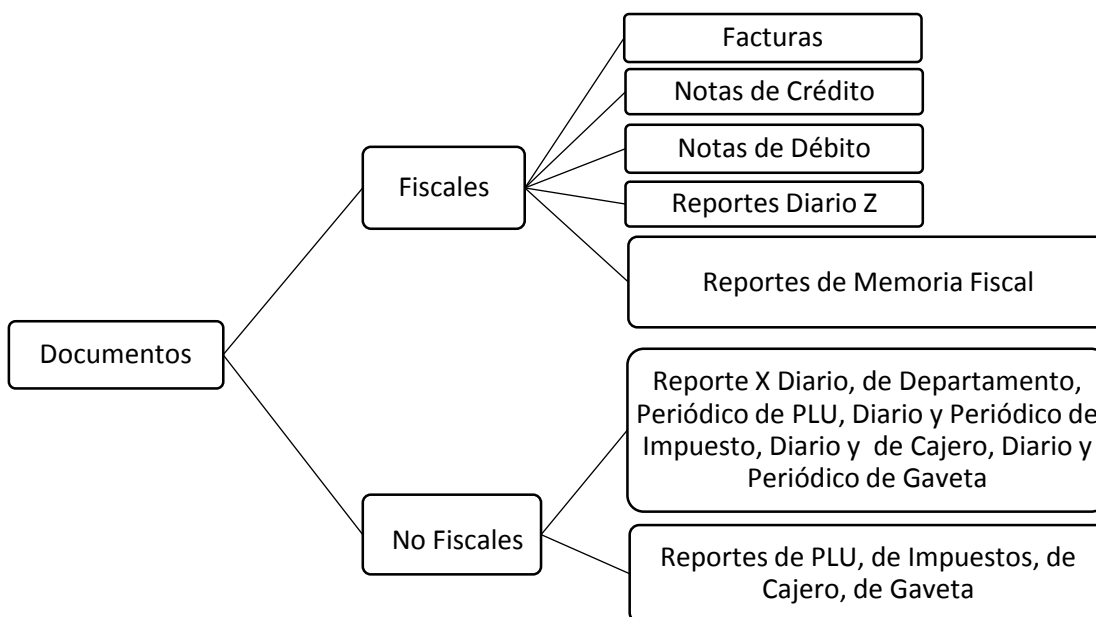 Facturas
Notas de Crédito
Notas de Débito
Fiscales
Reportes Diario Z
Reportes de Memoria Fiscal
Documentos
Reporte X Diario, de Departamento,
Periódico de PLU, Diario y Periódico de
Impuesto, Diario y de Cajero, Diario y
Periódico de Gaveta
No Fiscales
Reportes de PLU, de Impuestos, de
Cajero, de Gaveta